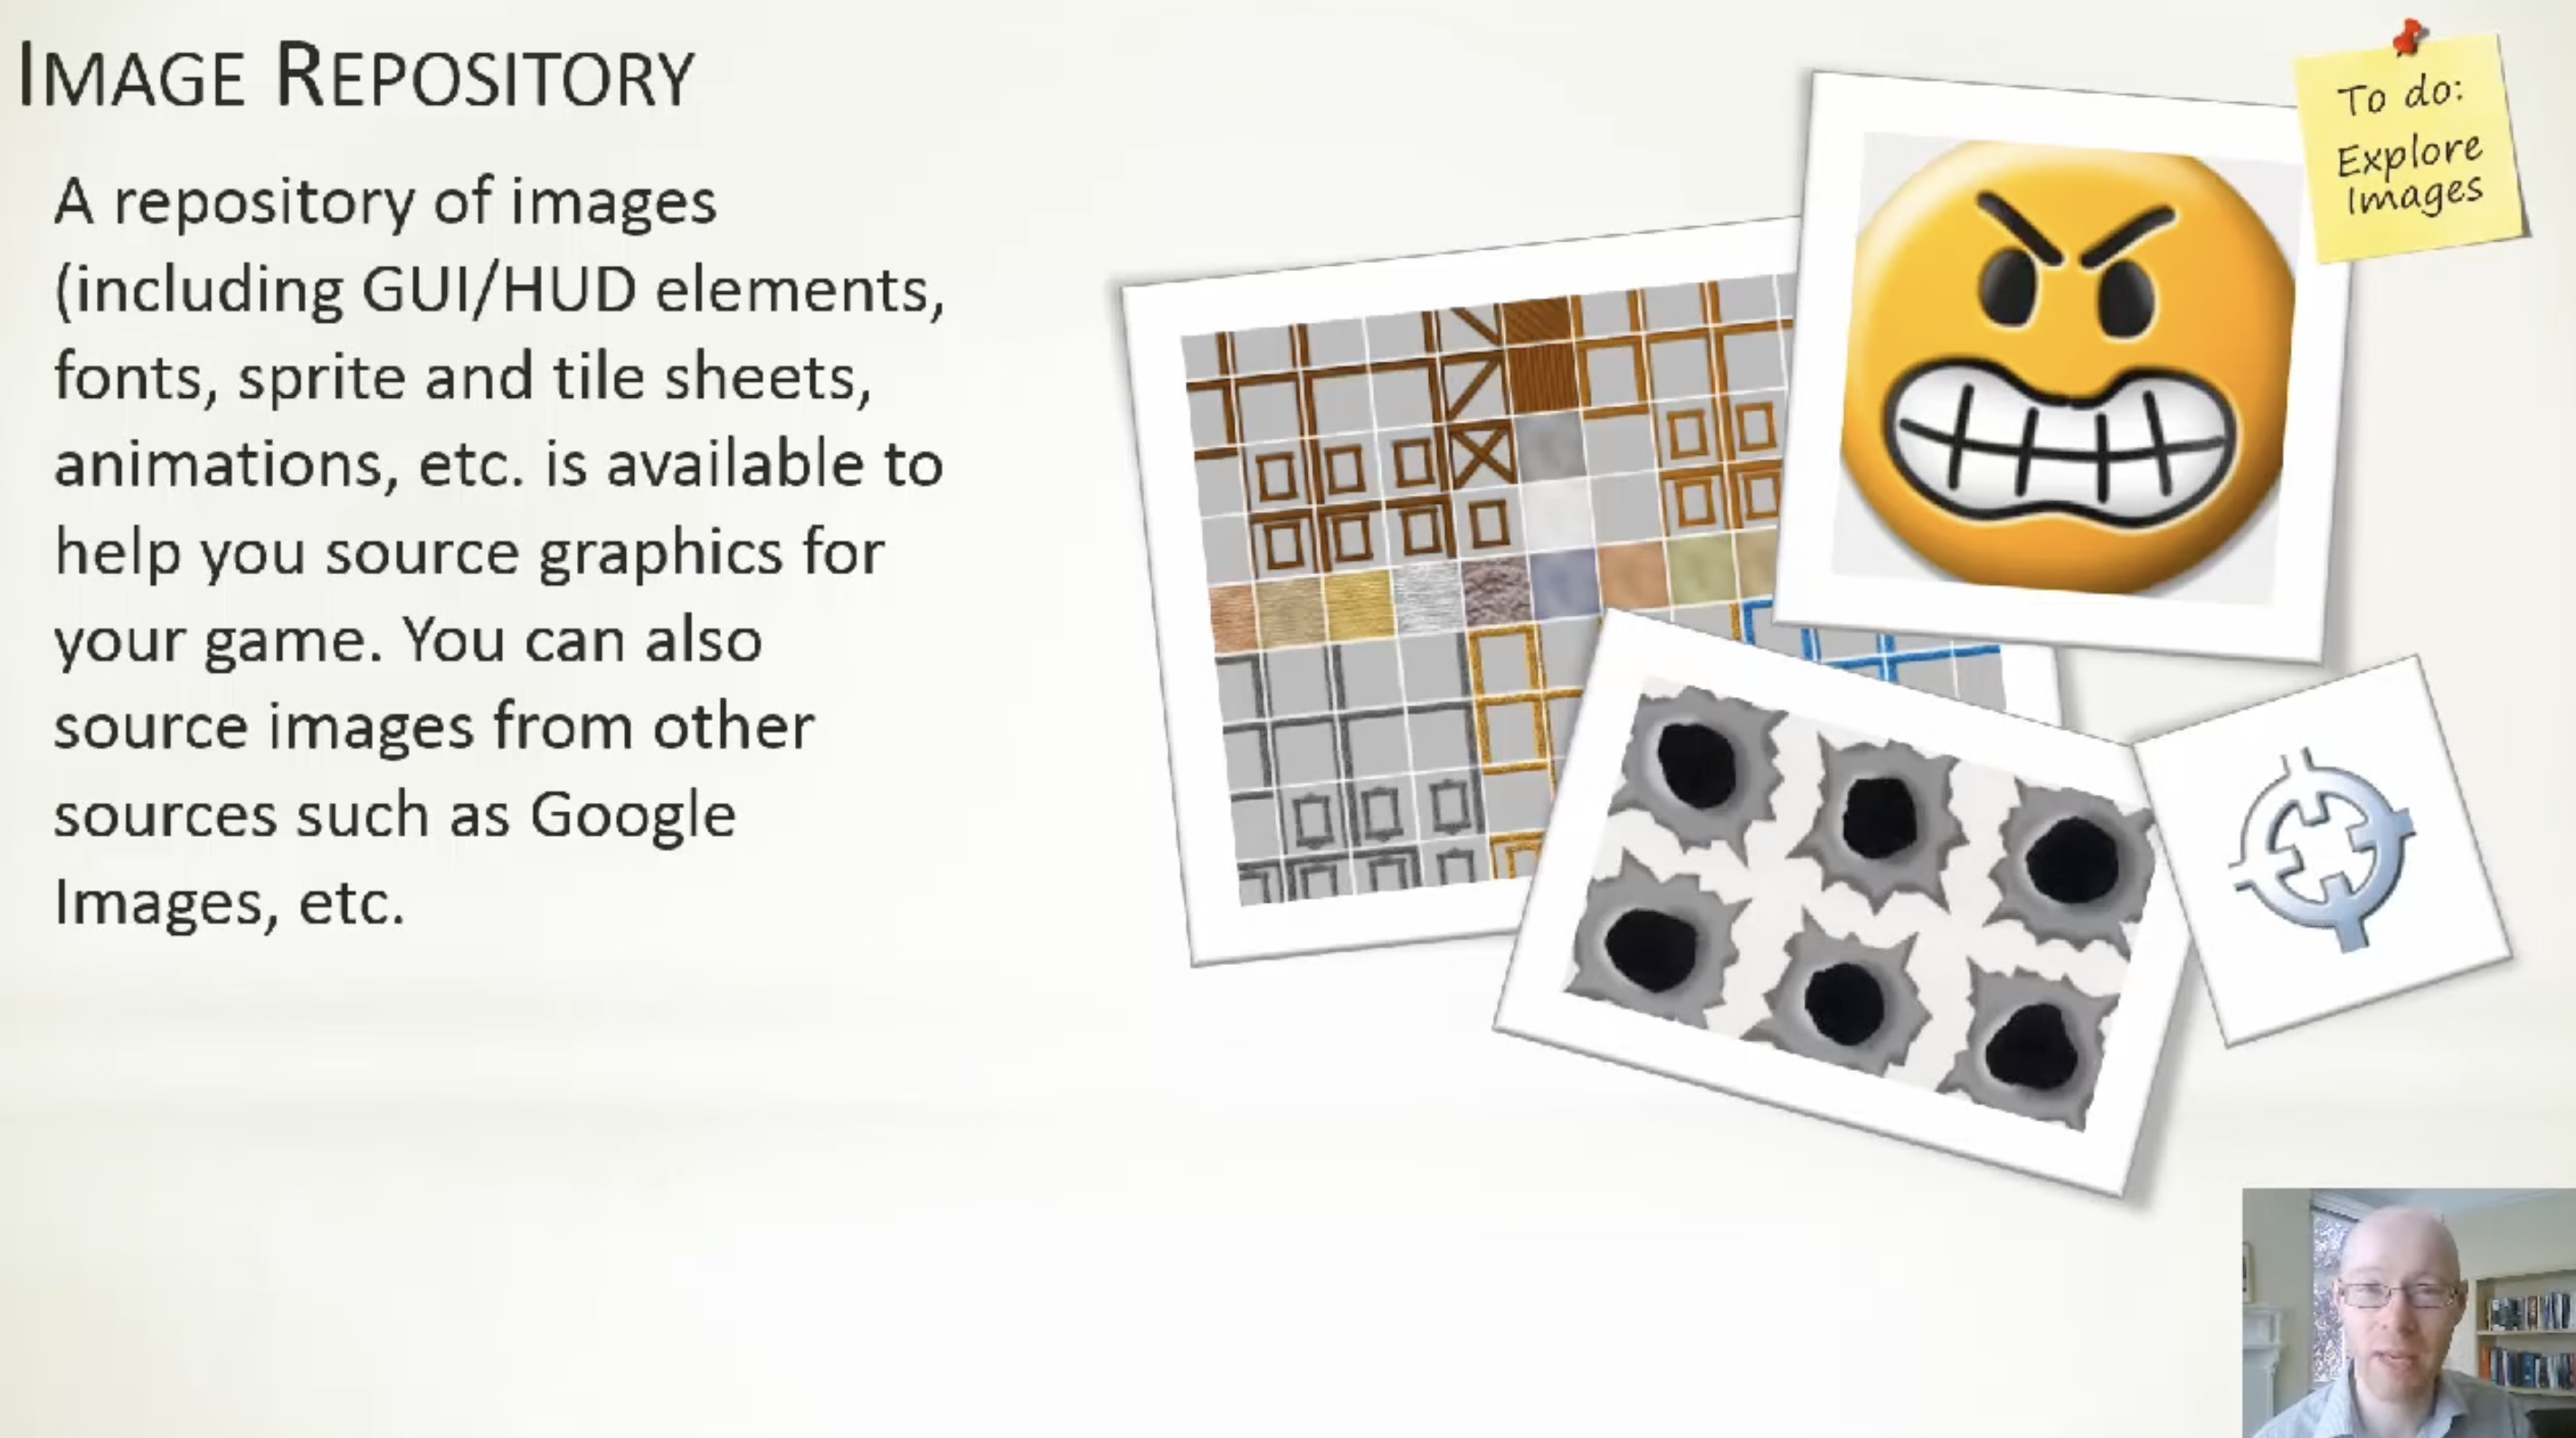 IMAGE REPOSITORY
A repository of images
(including GUI/HUD elements,
fonts, sprite and tile sheets,
animations, etc. is available to
help you source graphics for
your game. You can also
source images from other
sources such as Google
Images, etc.
To do:
Explore
Images